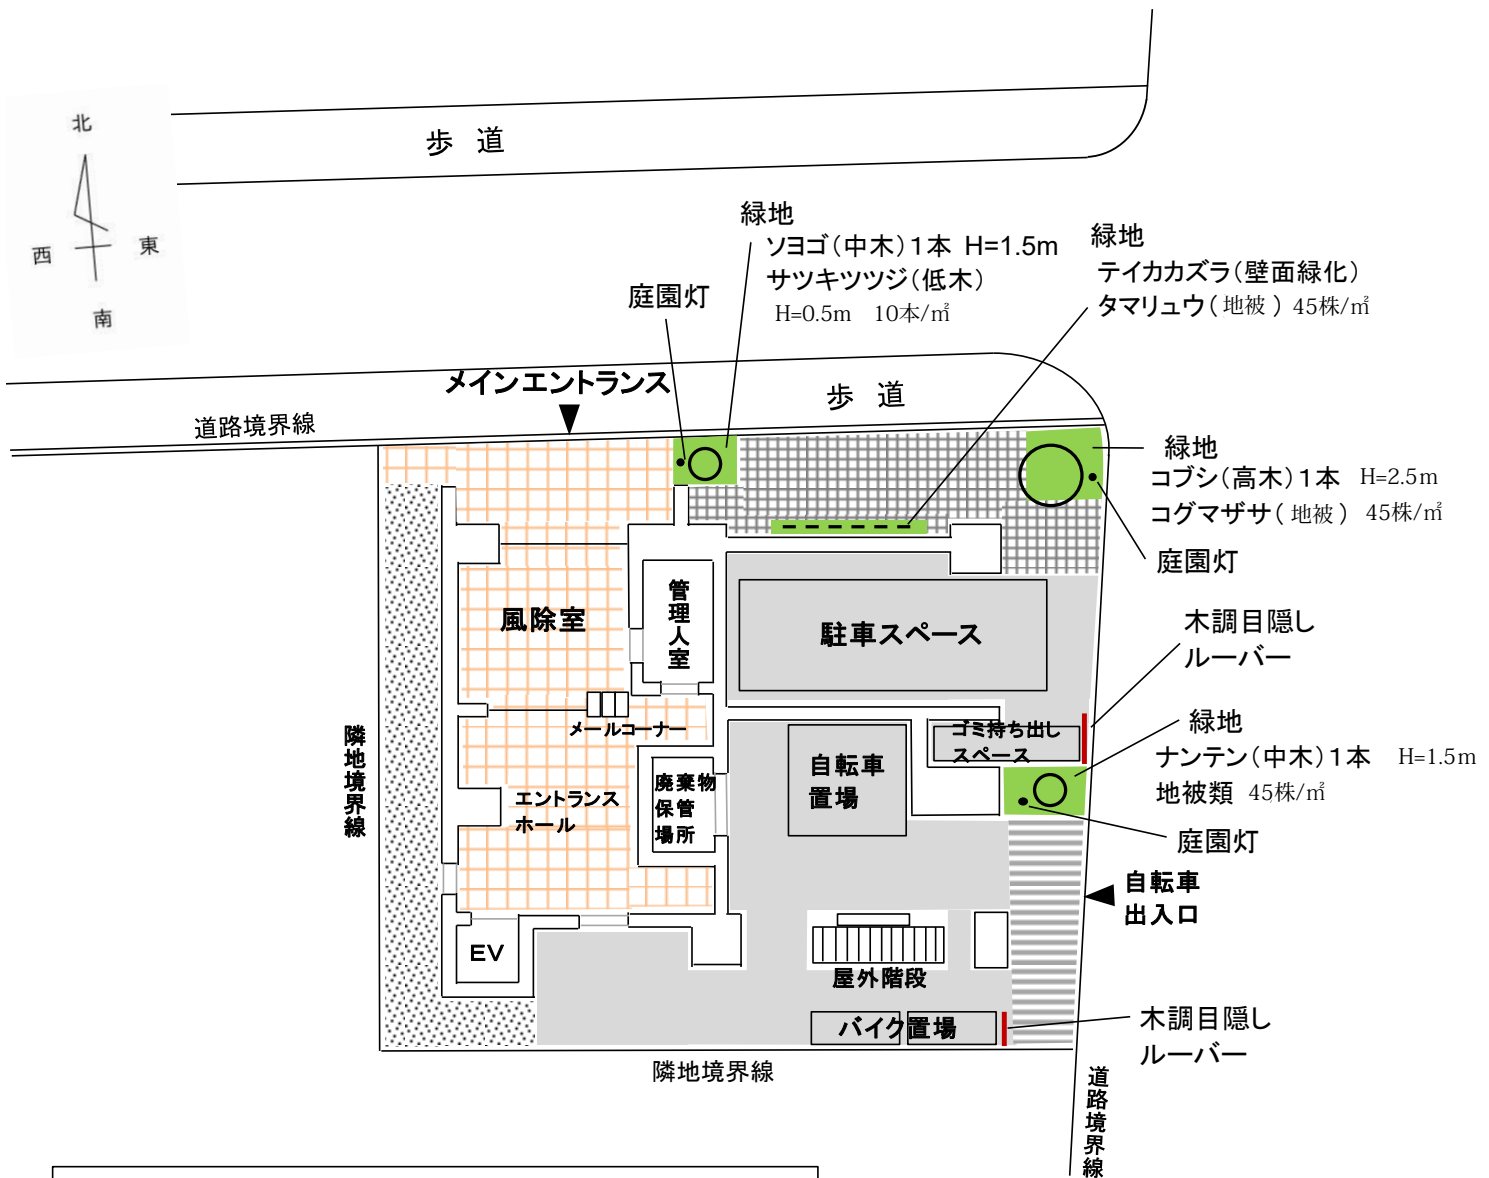 北
西
東
南
歩 道
緑地
ソヨゴ(中木)1本 H=1.5m
サツキツツジ(低木)
H=0.5m 10本/㎡
庭園灯
緑地
テイカカズラ(壁面緑化)
タマリュウ(地被) 45株/㎡
メインエントランス
歩 道
道路境界線
緑地
コブシ(高木)1本 H=2.5m
コグマザサ(地被) 45株/㎡
庭園灯
風除室
管理人室
駐車スペース
木調目隠し
ルーバー
メールコーナー
ゴミ持ち出し
スペース
緑地
ナンテン(中木)1本 H=1.5m
地被類 45株/㎡
庭園灯
隣地境界線
エントランス
ホール
廃棄物
保管
場所
自転車
置場
自転車
出入口
EV
屋外階段
バイク置場
木調目隠し
ルーバー
隣地境界線
道路境界線